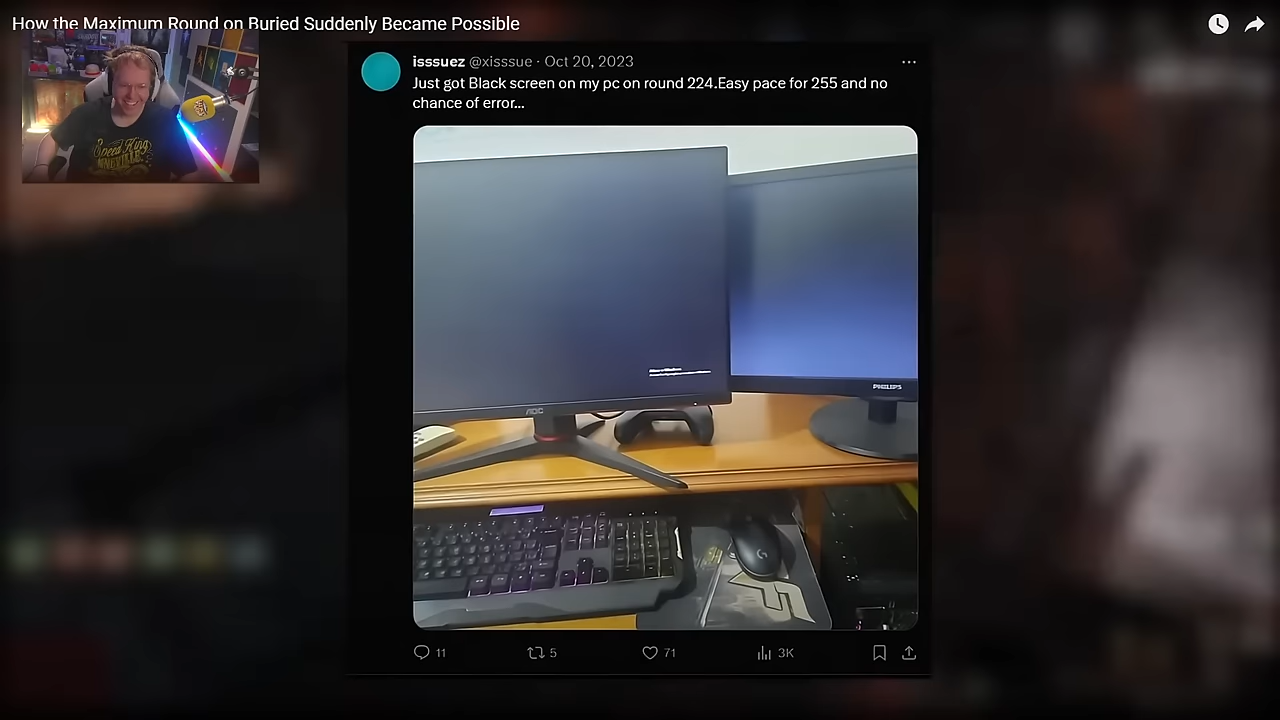 How the Maximum Round on Buried Suddenly Became Possible
isssuez @xisssue · Oct 20, 2023
Just got Black screen on my pc on round 224.Easy pace for 255 and no
chance of error...
AOC
PHILIPS
11
5
71
3K